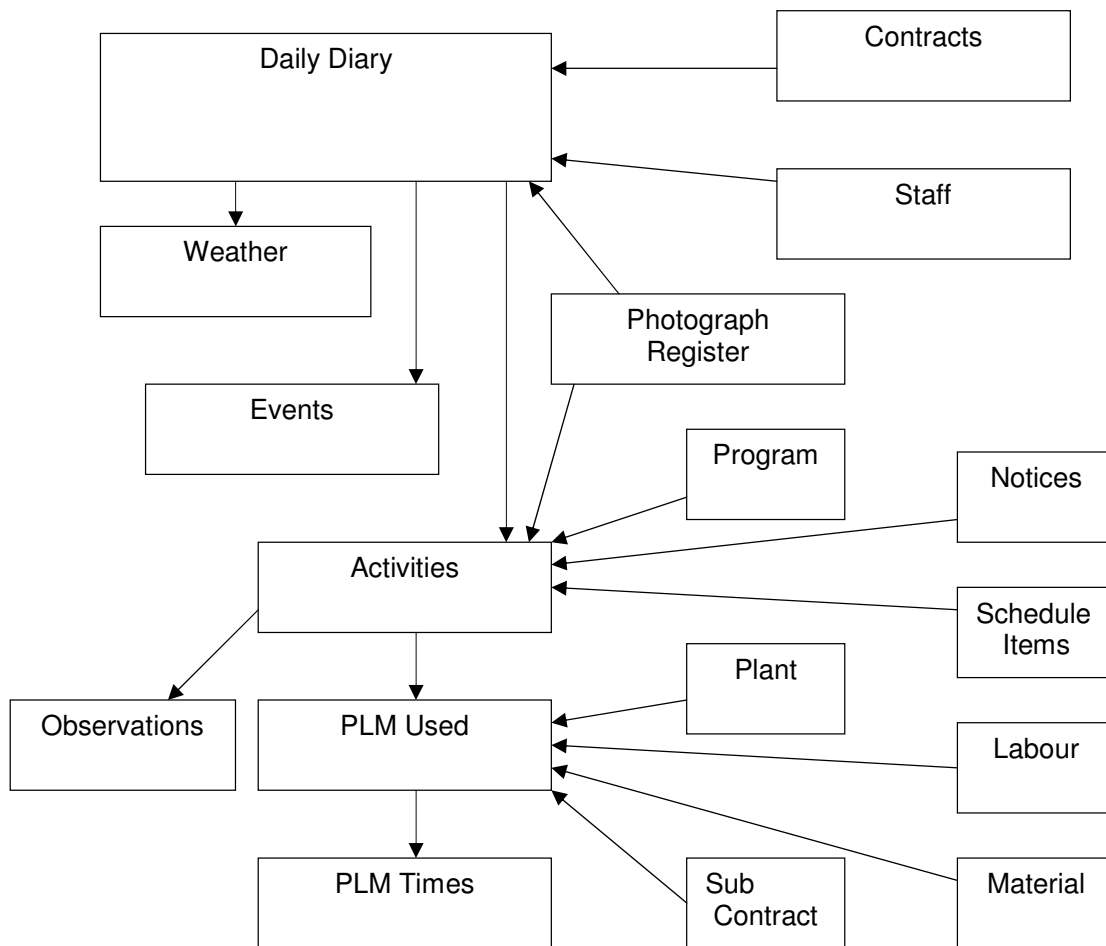 Contracts
Daily Diary
Staff
Weather
Photograph
Register
Events
Program
Notices
Activities
Schedule
Items
Plant
Observations
PLM Used
Labour
PLM Times
Sub
Contract
Material